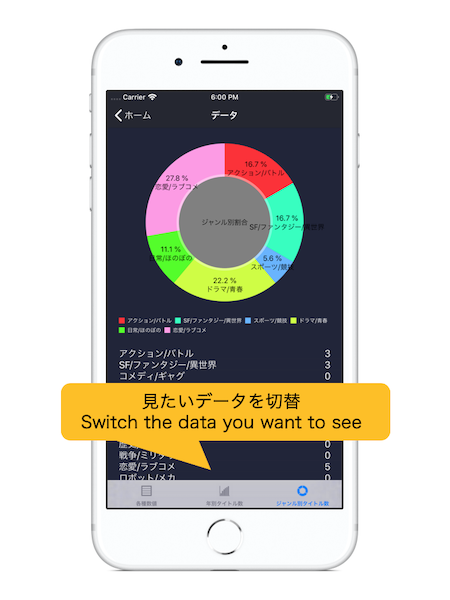 Carrier 6:00 PM
ホーム データ
16.7 %
アクション/バトル
27.8 %
恋愛/ラブコメ
ジャンル別割合
16.7 %
SF/ファンタジー/異世界
11.1 %
日常/ほのぼの
5.6 %
スポーツ/競技
22.2 %
ドラマ/青春
アクション/バトル SF/ファンタジー/異世界 スポーツ/競技 ドラマ/青春
日常/ほのぼの 恋愛/ラブコメ
アクション/バトル 3
SF/ファンタジー/異世界 3
コメディ/ギャグ 0
見たいデータを切替
Switch the data you want to see
戦争/ミリタ
恋愛/ラブコメ 5
ロボット/メカ 0
各種数値 年別タイトル数 ジャンル別タイトル数